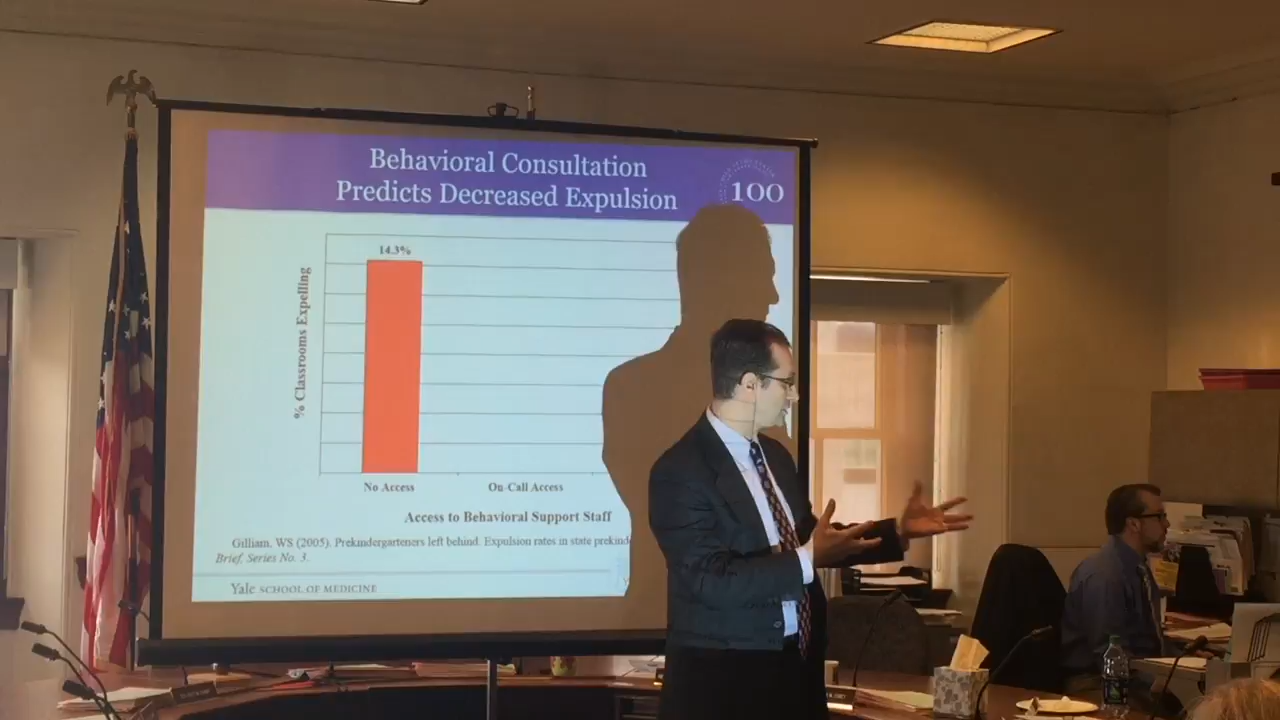 Behavioral Consultation
Predicts Decreased Expulsion
100
14.3%
% Classrooms Expelling
No Access
On-Call Access
Access to Behavioral Support Staff
Gilliam, WS (2005). Prekindergarteners left behind. Expulsion rates in state prekind
Brief, Series No. 3.
Yale SCHOOL OF MEDICINE